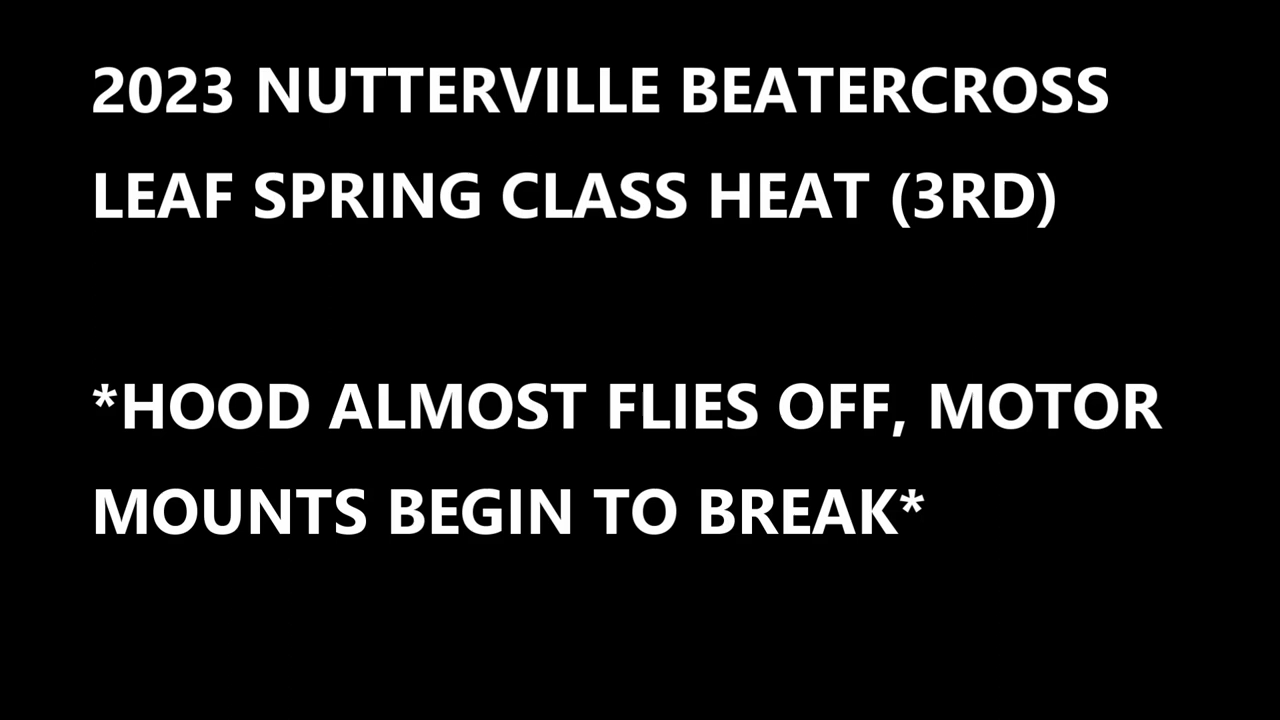 2023 NUTTERVILLE BEATERCROSS
LEAF SPRING CLASS HEAT (3RD)
*HOOD ALMOST FLIES OFF, MOTOR
MOUNTS BEGIN TO BREAK*